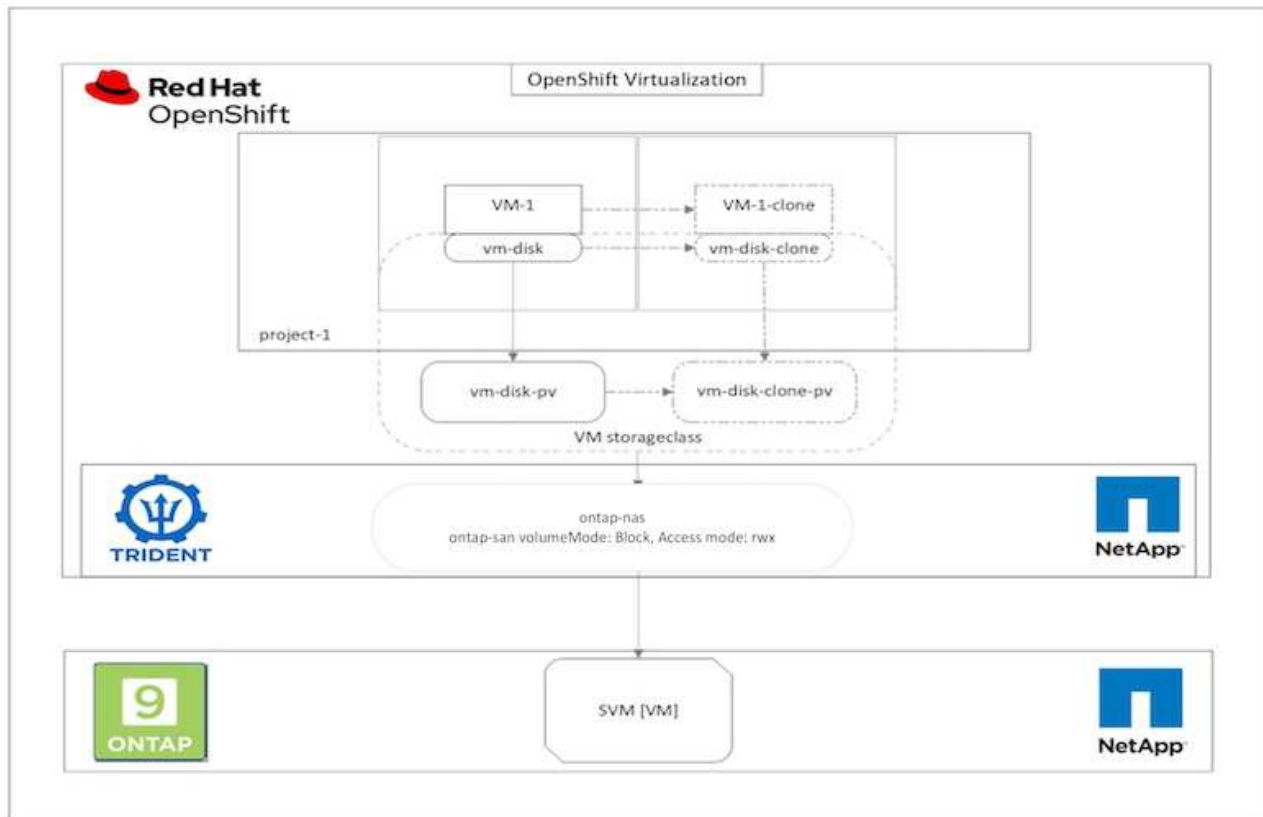 OpenShift Virtualization
Red Hat
OpenShift
VM-1
VM-1-clone
vm-disk
vm-disk-clone
project-1
vm-disk-pv
vm-disk-clone-pv
VM storageclass
TRIDENT
ontap-nas
ontap-san volumeMode: Block, Access mode: rwx
NetApp
9
ONTAP
SVM [VM]
NetApp